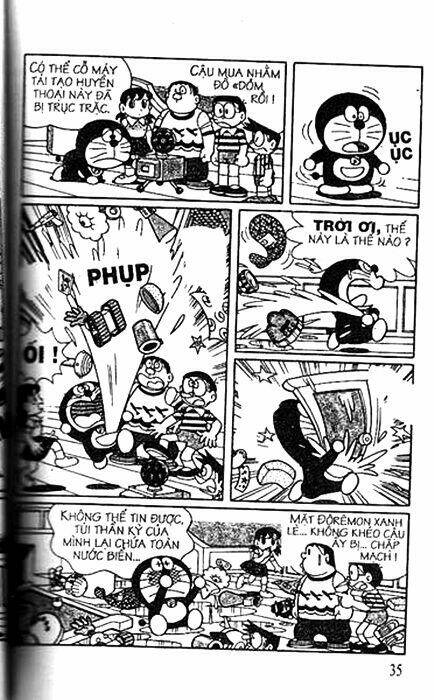 CÓ THỂ CỖ MÁY
TÁI TẠO HUYỀN
THOẠI NÀY ĐÃ
BỊ TRỤC TRẶC.
CẬU MUA NHẰM
ĐỒ «DỎM
RỒI !
ỤC
ỤC
PHỤP
ỐI !
TRỜI ƠI, THẾ
NÀY LÀ THẾ NÀO ?
KHÔNG THỂ TIN ĐƯỢC,
TÚI THẦN KỲ CỦA
MÌNH LẠI CHỨA TOÀN
NƯỚC BIỂN...
MẶT ĐÔRÊMON XANH
LÈ... KHÔNG KHÉO CẬU
ẤY BỊ... CHẬP
MẠCH !
35